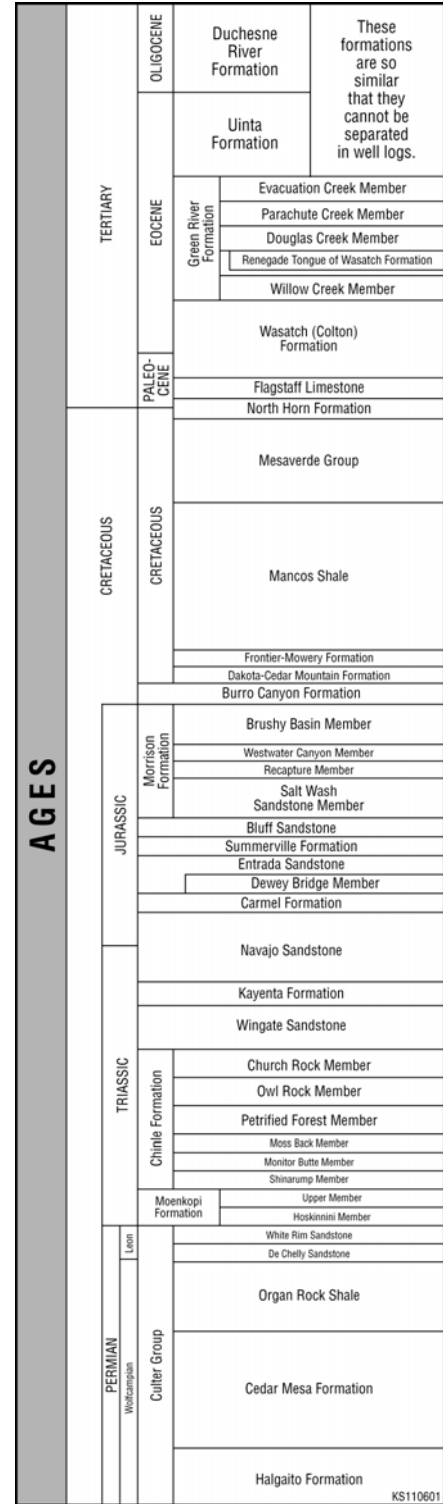 AGES
TERTIARY
OLIGOCENE
Duchesne
River
Formation
These
formations
are so
similar
that they
cannot be
separated
in well logs.
EOCENE
Uinta
Formation
Green River
Formation
Evacuation Creek Member
Parachute Creek Member
Douglas Creek Member
Renegade Tongue of Wasatch Formation
Willow Creek Member
Wasatch (Colton)
Formation
PALEO-
CENE
Flagstaff Limestone
North Horn Formation
CRETACEOUS
CRETACEOUS
Mesaverde Group
Mancos Shale
Frontier-Mowery Formation
Dakota-Cedar Mountain Formation
Burro Canyon Formation
JURASSIC
Morrison
Formation
Brushy Basin Member
Westwater Canyon Member
Recapture Member
Salt Wash
Sandstone Member
Bluff Sandstone
Summerville Formation
Entrada Sandstone
Dewey Bridge Member
Carmel Formation
Navajo Sandstone
TRIASSIC
Kayenta Formation
Wingate Sandstone
Chinle Formation
Church Rock Member
Owl Rock Member
Petrified Forest Member
Moss Back Member
Monitor Butte Member
Shinarump Member
Moenkopi
Formation
Upper Member
Hoskinnini Member
PERMIAN
Leon
Wolfcampian
Culter Group
White Rim Sandstone
De Chelly Sandstone
Organ Rock Shale
Cedar Mesa Formation
Halgaito Formation
KS110601